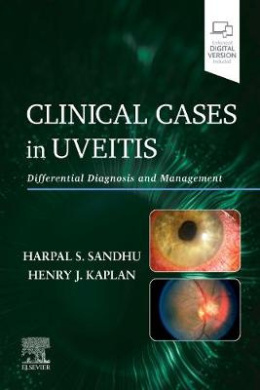 DIGITAL
VERSION
CLINICAL CASES
in UVEITIS
Differential Diagnosis and Management
HARPAL S. SANDHU
HENRY J. KAPLAN
ELSEVIER